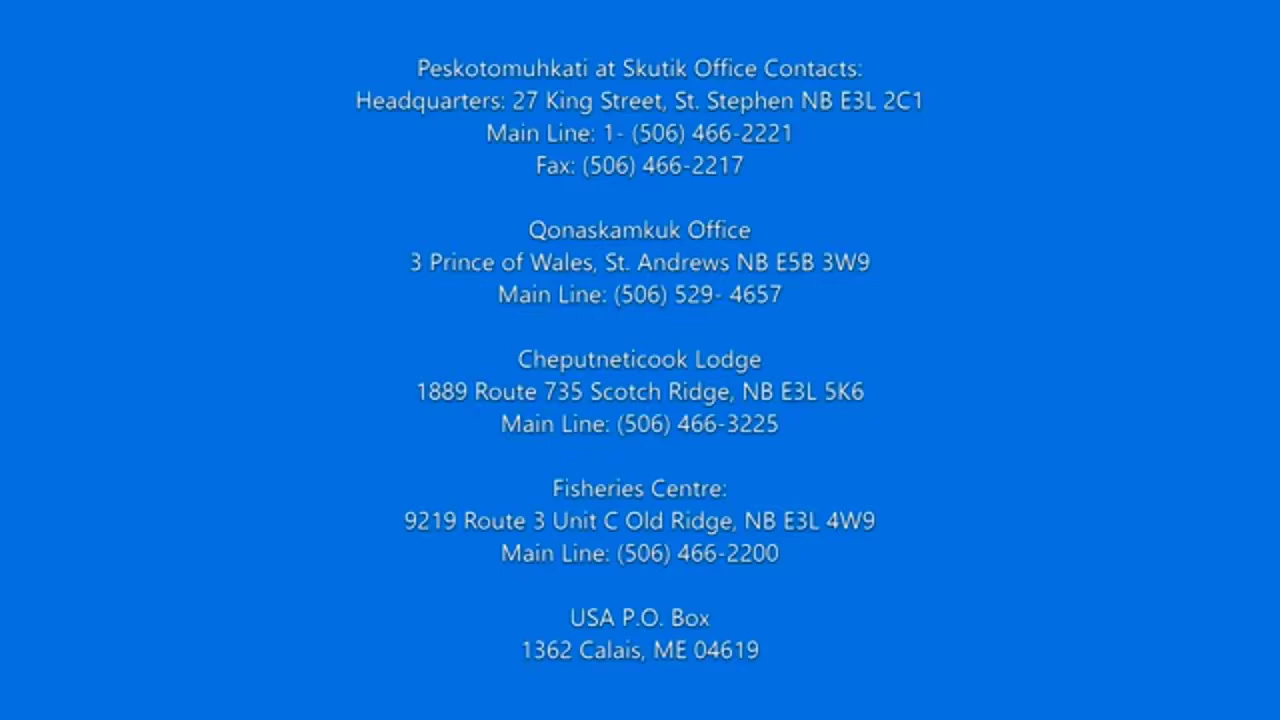 Peskotomuhkati at Skutik Office Contacts:
Headquarters: 27 King Street, St. Stephen NB E3L 2C1
Main Line: 1- (506) 466-2221
Fax: (506) 466-2217
Qonaskamkuk Office
3 Prince of Wales, St. Andrews NB E5B 3W9
Main Line: (506) 529- 4657
Cheputneticook Lodge
1889 Route 735 Scotch Ridge, NB E3L 5K6
Main Line: (506) 466-3225
Fisheries Centre:
9219 Route 3 Unit C Old Ridge, NB E3L 4W9
Main Line: (506) 466-2200
USA P.O. Box
1362 Calais, ME 04619